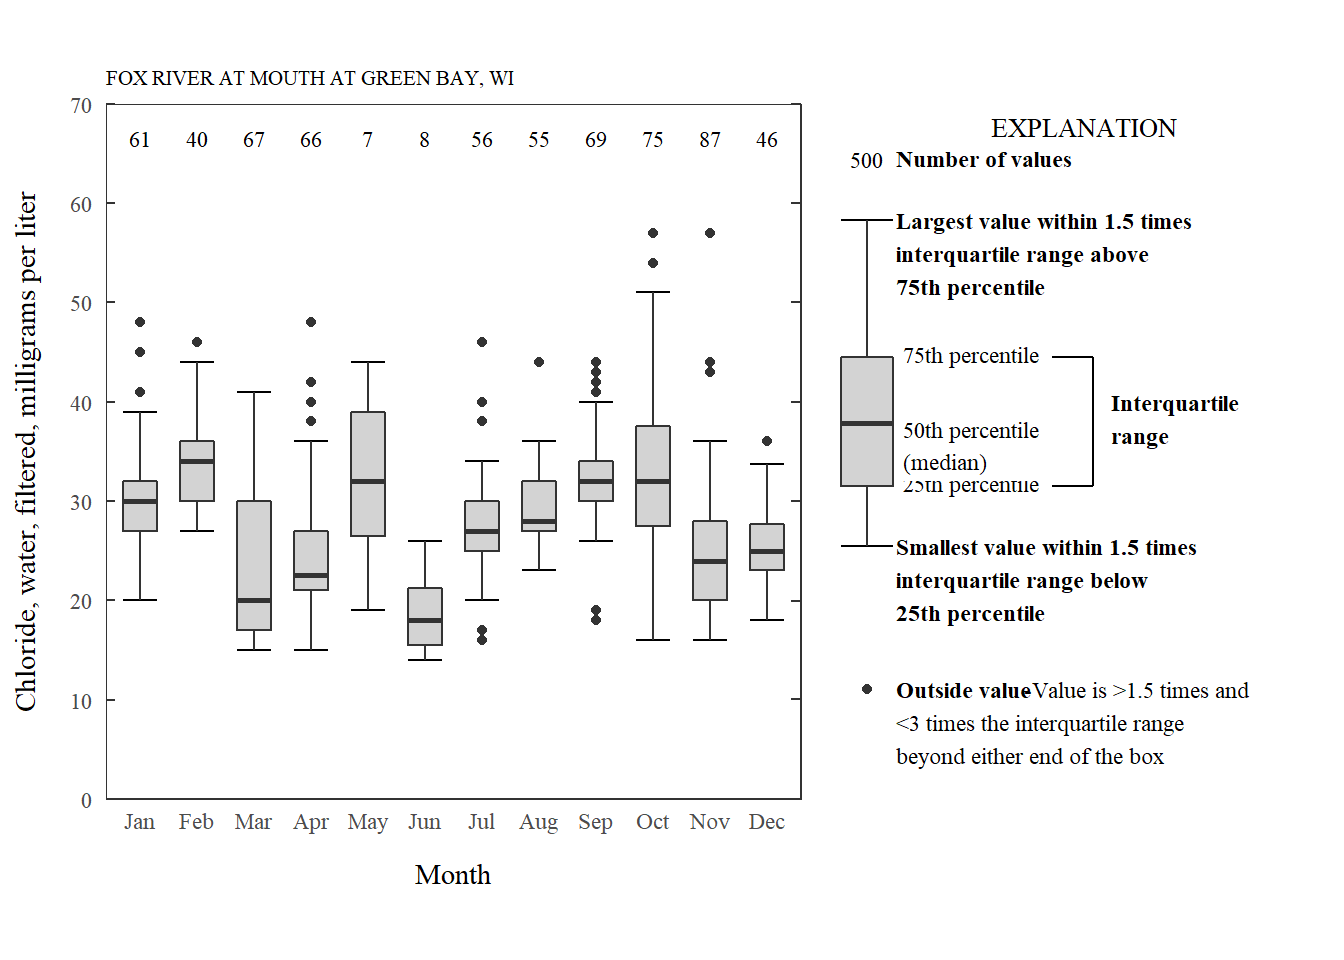 FOX RIVER AT MOUTH AT GREEN BAY, WI
70
60
50
40
30
20
10
0
61 40 67 66 7 8 56 55 69 75 87 46
Chloride, water, filtered, milligrams per liter
Jan Feb Mar Apr May Jun Jul Aug Sep Oct Nov Dec
Month
EXPLANATION
500 Number of values
Largest value within 1.5 times
interquartile range above
75th percentile
75th percentile
50th percentile
(median)
25th percentile
Interquartile
range
Smallest value within 1.5 times
interquartile range below
25th percentile
Outside value-Value is >1.5 times and
<3 times the interquartile range
beyond either end of the box